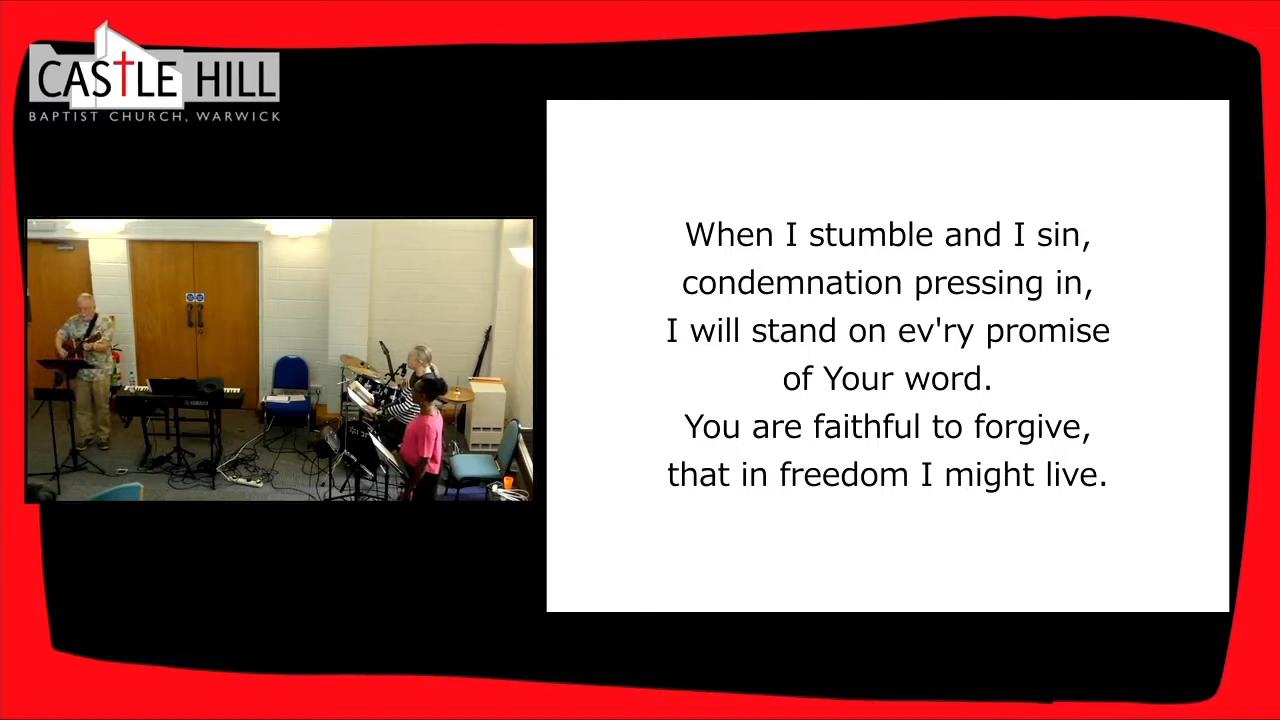 CASTLE HILL
BAPTIST CHURCH, WARWICK
When I stumble and I sin,
condemnation pressing in,
I will stand on ev'ry promise
of Your word.
You are faithful to forgive,
that in freedom I might live.